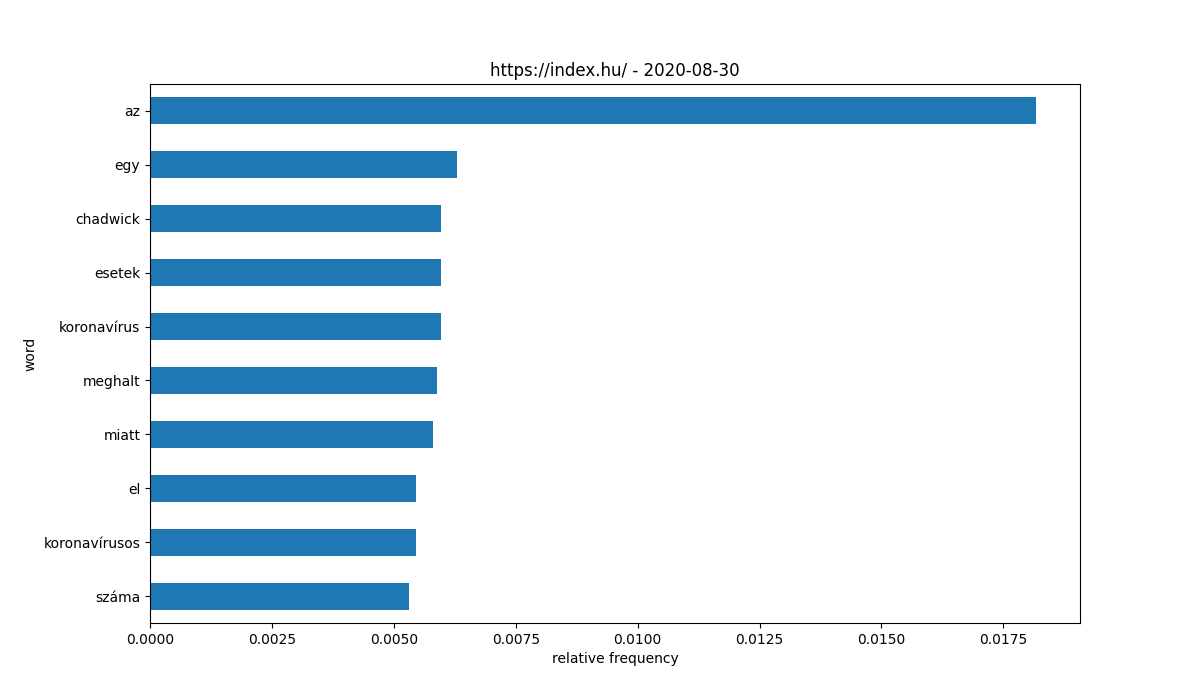 https://index.hu/ - 2020-08-30
az
egy
chadwick
esetek
koronavírus
meghalt
miatt
el
koronavírusos
száma
word
0.0000 0.0025 0.0050 0.0075 0.0100 0.0125 0.0150 0.0175
relative frequency